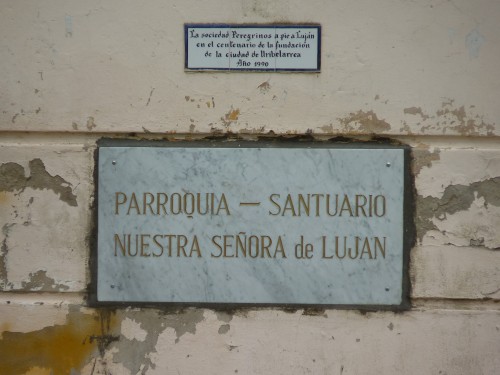 La sociedad Peregrinos a pie a Luján
en el centenario de la fundación
de la ciudad de Uribelarrea
Año 1990
PARROQUIA - SANTUARIO
NUESTRA SEÑORA de LUJAN